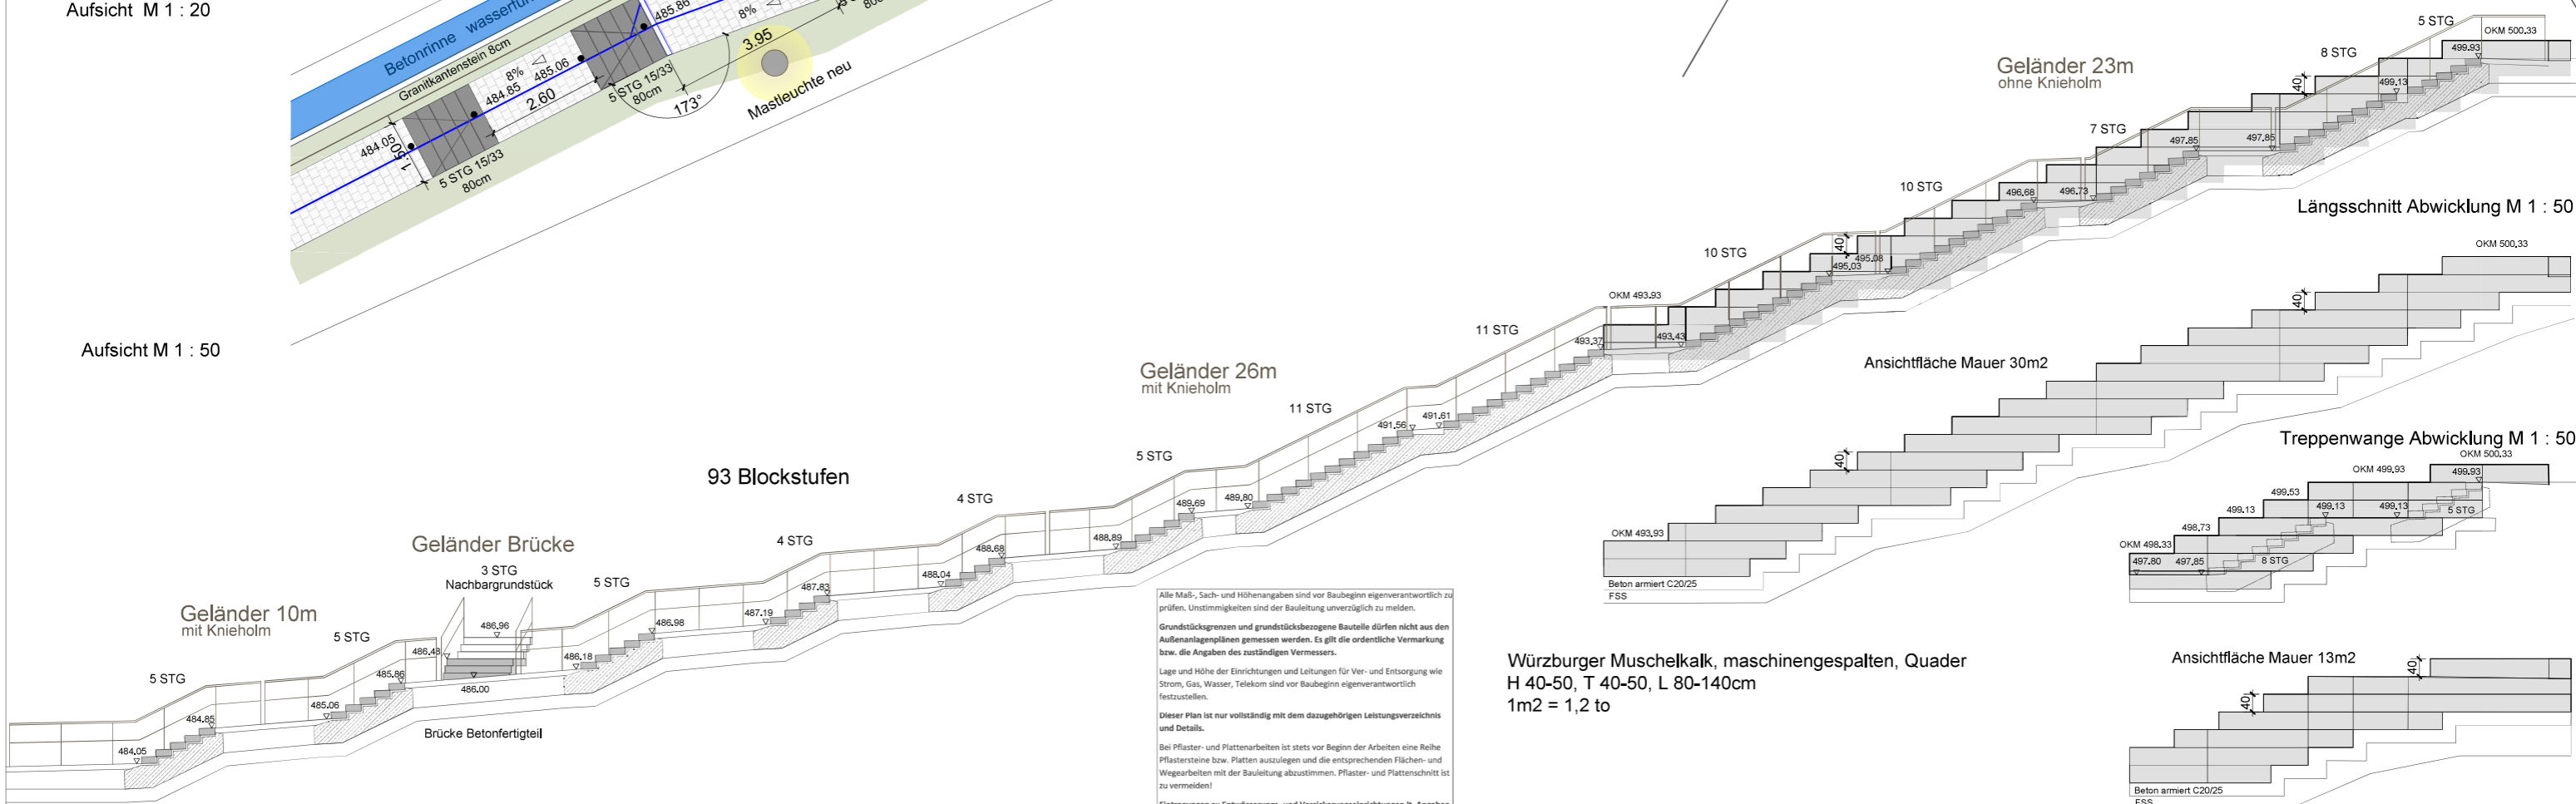 Aufsicht M 1 : 20
Betonrinne
Granitkantenstein 8cm
484.05
1.50
5 STG 15/33
80cm
484.85
8%
485.06
2.60
5 STG 15/33
80cm
173°
485.86
8%
3.95
Mastleuchte neu
Aufsicht M 1 : 50
93 Blockstufen
Geländer 10m
mit Knieholm
5 STG
484.05
484.85
5 STG
485.06
485.86
Geländer Brücke
3 STG
Nachbargrundstück
486.96
486.48
486.00
Brücke Betonfertigteil
5 STG
486.18
486.98
4 STG
487.19
487.83
4 STG
488.04
488.68
5 STG
488.89
489.69
Geländer 26m
mit Knieholm
11 STG
489.80
491.56
11 STG
491.61
493.37
OKM 493.93
493.43
10 STG
495.03
40
495.08
10 STG
496.68
496.73
7 STG
497.85
497.85
Geländer 23m
ohne Knieholm
40
8 STG
499.13
5 STG
499.93
OKM 500.33
Längsschnitt Abwicklung M 1 : 50
OKM 500.33
40
Ansichtfläche Mauer 30m2
40
OKM 493.93
Beton armiert C20/25
FSS
Treppenwange Abwicklung M 1 : 50
OKM 500.33
OKM 499.93
499.93
499.53
499.13
499.13
499.13
5 STG
498.73
OKM 498.33
497.80
497.85
8 STG
Ansichtfläche Mauer 13m2
40
40
Beton armiert C20/25
FSS
Würzburger Muschelkalk, maschinengespalten, Quader
H 40-50, T 40-50, L 80-140cm
1m2 = 1,2 to
Alle Maß-, Sach- und Höhenangaben sind vor Baubeginn eigenverantwortlich zu
prüfen. Unstimmigkeiten sind der Bauleitung unverzüglich zu melden.
Grundstücksgrenzen und grundstücksbezogene Bauteile dürfen nicht aus den
Außenanlagenplänen gemessen werden. Es gilt die ordentliche Vermarkung
bzw. die Angaben des zuständigen Vermessers.
Lage und Höhe der Einrichtungen und Leitungen für Ver- und Entsorgung wie
Strom, Gas, Wasser, Telekom sind vor Baubeginn eigenverantwortlich
festzustellen.
Dieser Plan ist nur vollständig mit dem dazugehörigen Leistungsverzeichnis
und Details.
Bei Pflaster- und Plattenarbeiten ist stets vor Beginn der Arbeiten eine Reihe
Pflastersteine bzw. Platten auszulegen und die entsprechenden Flächen- und
Wegearbeiten mit der Bauleitung abzustimmen. Pflaster- und Plattenschnitt ist
zu vermeiden!